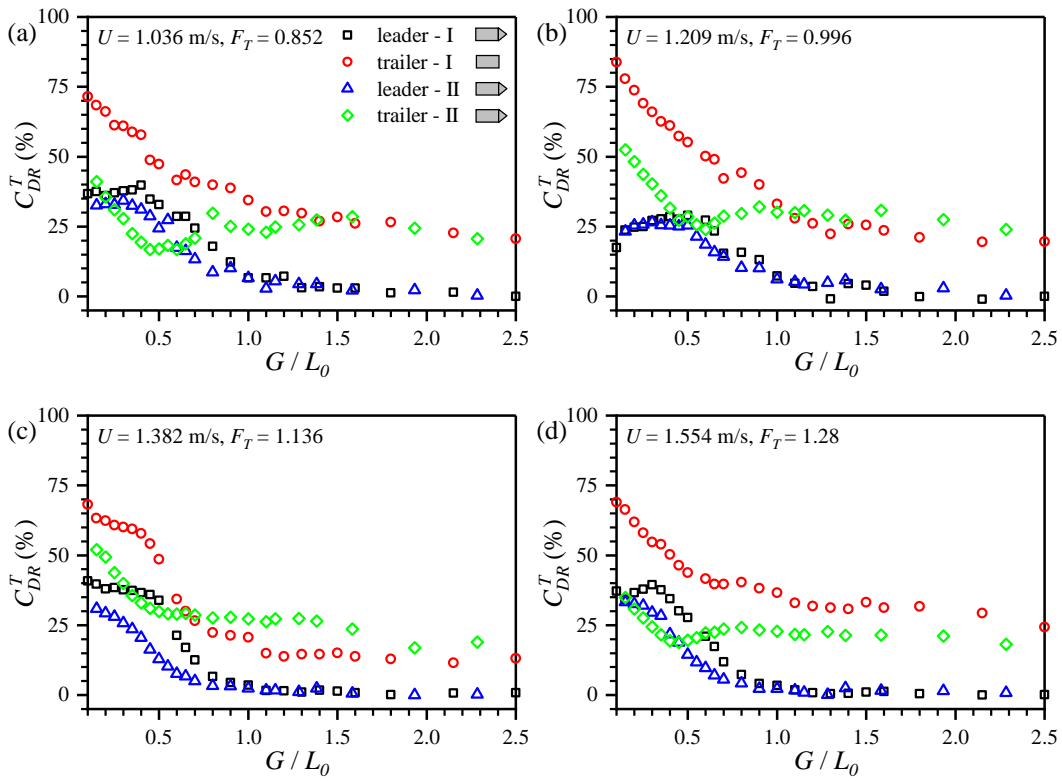 (a)
U = 1.036 m/s, F_T = 0.852
leader - I
trailer - I
leader - II
trailer - II
100
75
50
25
0
C_DR^T (%)
0.5 1.0 1.5 2.0 2.5
G / L_0
(b)
U = 1.209 m/s, F_T = 0.996
100
75
50
25
0
C_DR^T (%)
0.5 1.0 1.5 2.0 2.5
G / L_0
(c)
U = 1.382 m/s, F_T = 1.136
100
75
50
25
0
C_DR^T (%)
0.5 1.0 1.5 2.0 2.5
G / L_0
(d)
U = 1.554 m/s, F_T = 1.28
100
75
50
25
0
C_DR^T (%)
0.5 1.0 1.5 2.0 2.5
G / L_0